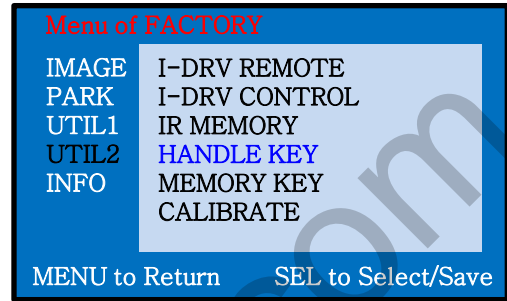 Menu of FACTORY
IMAGE
PARK
UTIL1
UTIL2
INFO
I-DRV REMOTE
I-DRV CONTROL
IR MEMORY
HANDLE KEY
MEMORY KEY
CALIBRATE
MENU to Return SEL to Select/Save
com